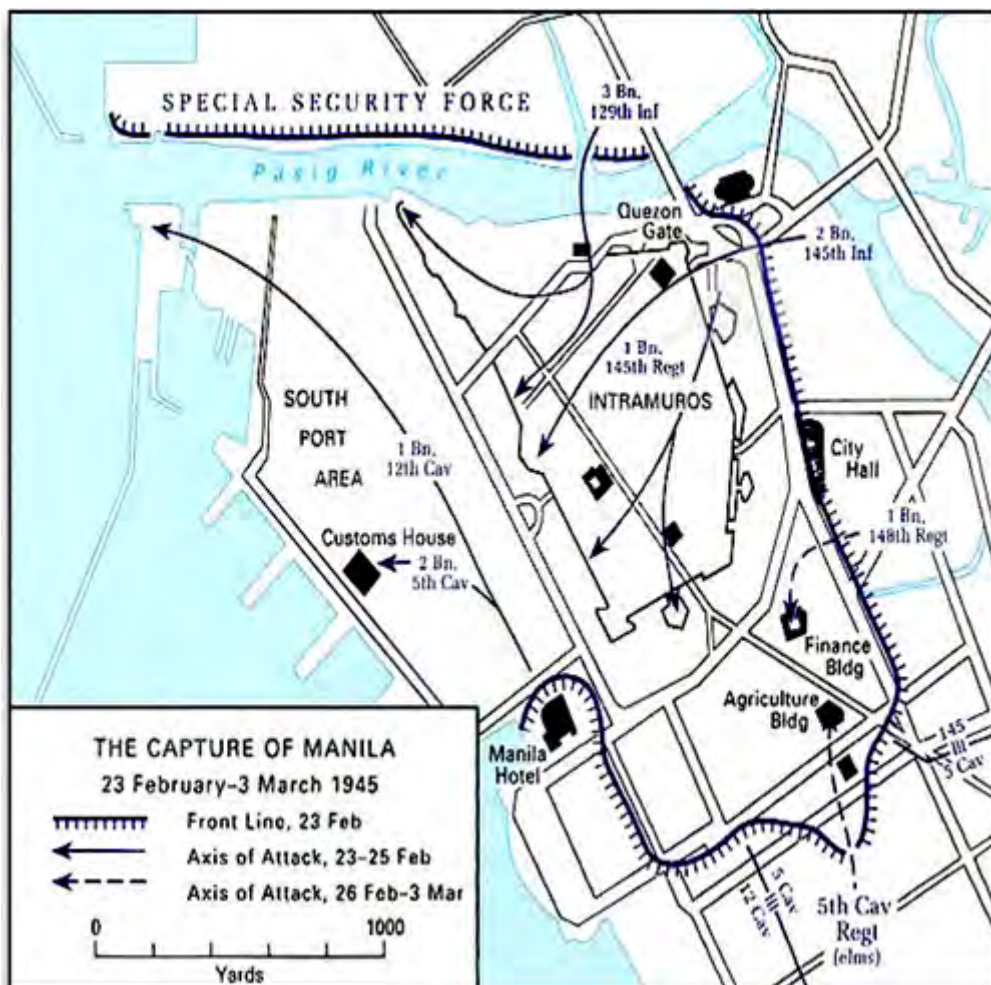 3 Bn,
129th Inf
SPECIAL SECURITY FORCE
Pasig River
Quezon
Gate
2 Bn,
145th Inf
1 Bn,
145th Regt
INTRAMUROS
SOUTH
PORT
AREA
1 Bn,
12th Cav
City
Hall
1 Bn,
148th Regt
Customs House
2 Bn,
5th Cav
Finance
Bldg
Agriculture
Bldg
Manila
Hotel
145
III
5 Cav
5 Cav
III
12 Cav
5th Cav
Regt
(elms)
THE CAPTURE OF MANILA
23 February–3 March 1945
Front Line, 23 Feb
Axis of Attack, 23–25 Feb
Axis of Attack, 26 Feb–3 Mar
0
1000
Yards